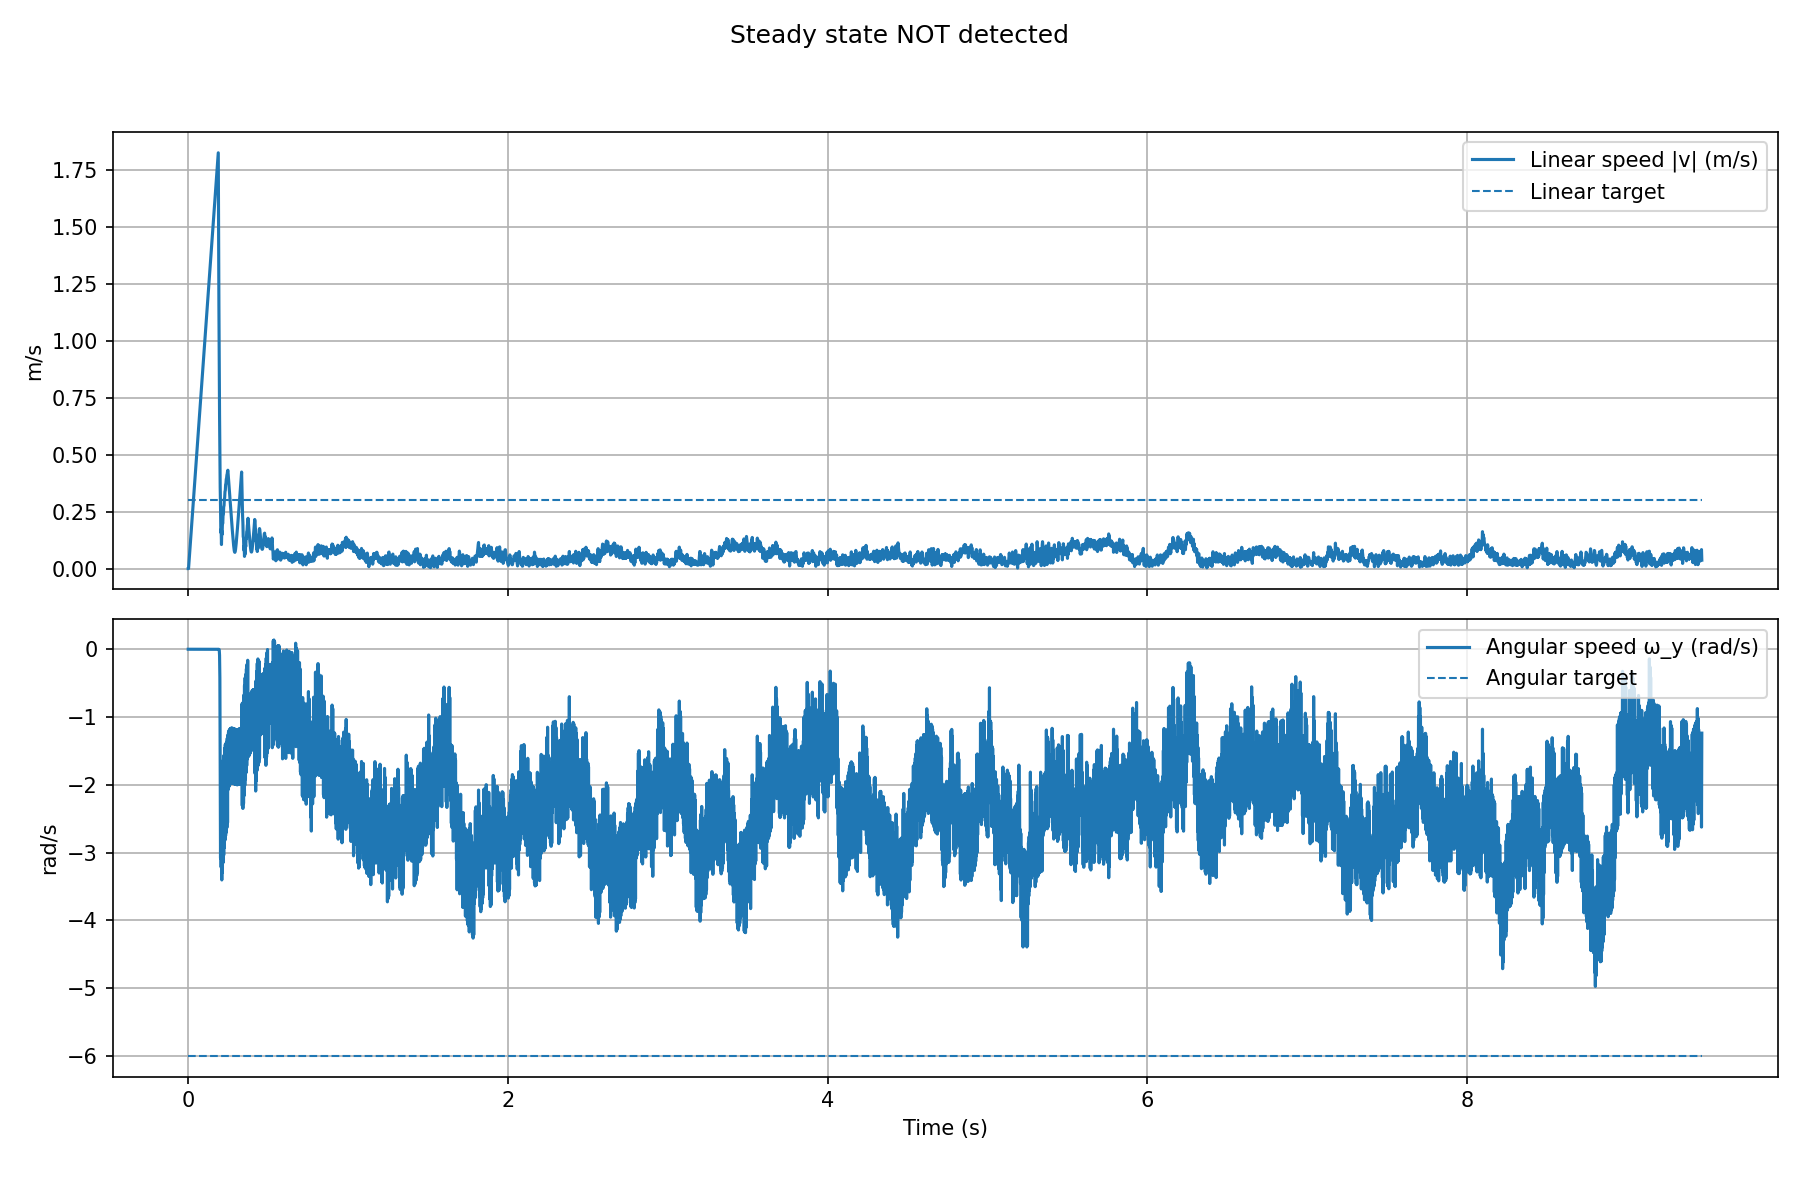 Steady state NOT detected
1.75
1.50
1.25
1.00
0.75
0.50
0.25
0.00
m/s
Linear speed |v| (m/s)
Linear target
0
−1
−2
−3
−4
−5
−6
rad/s
Angular speed ω_y (rad/s)
Angular target
0 2 4 6 8
Time (s)